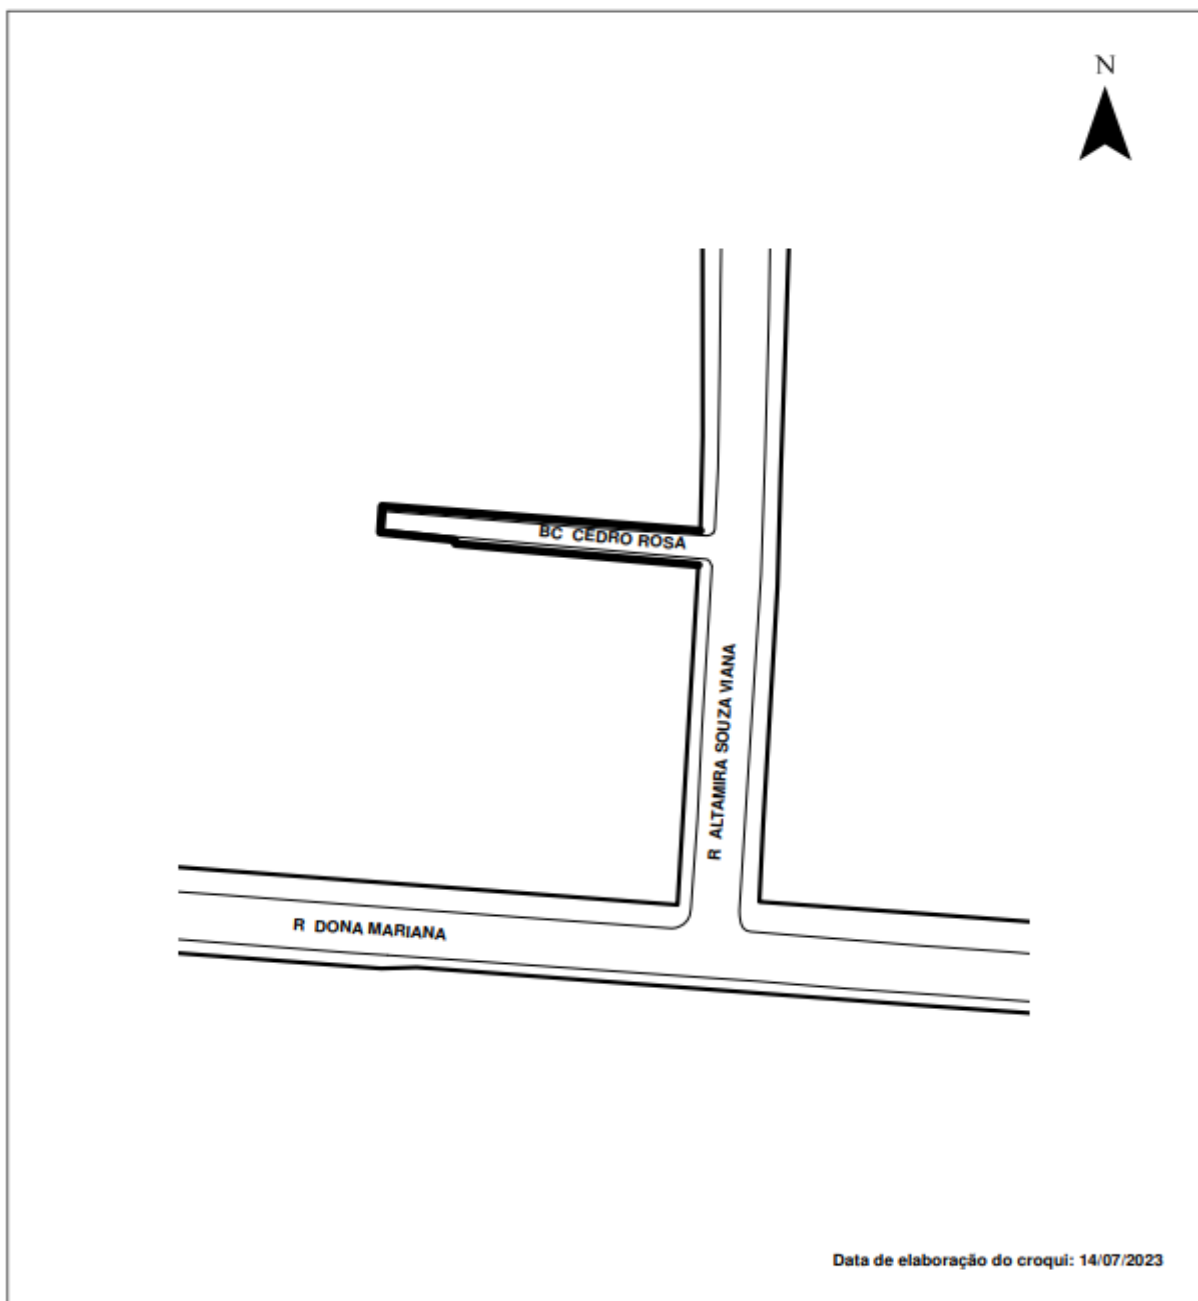 N
BC CEDRO ROSA
R ALTAMIRA SOUZA VIANA
R DONA MARIANA
Data de elaboração do croqui: 14/07/2023